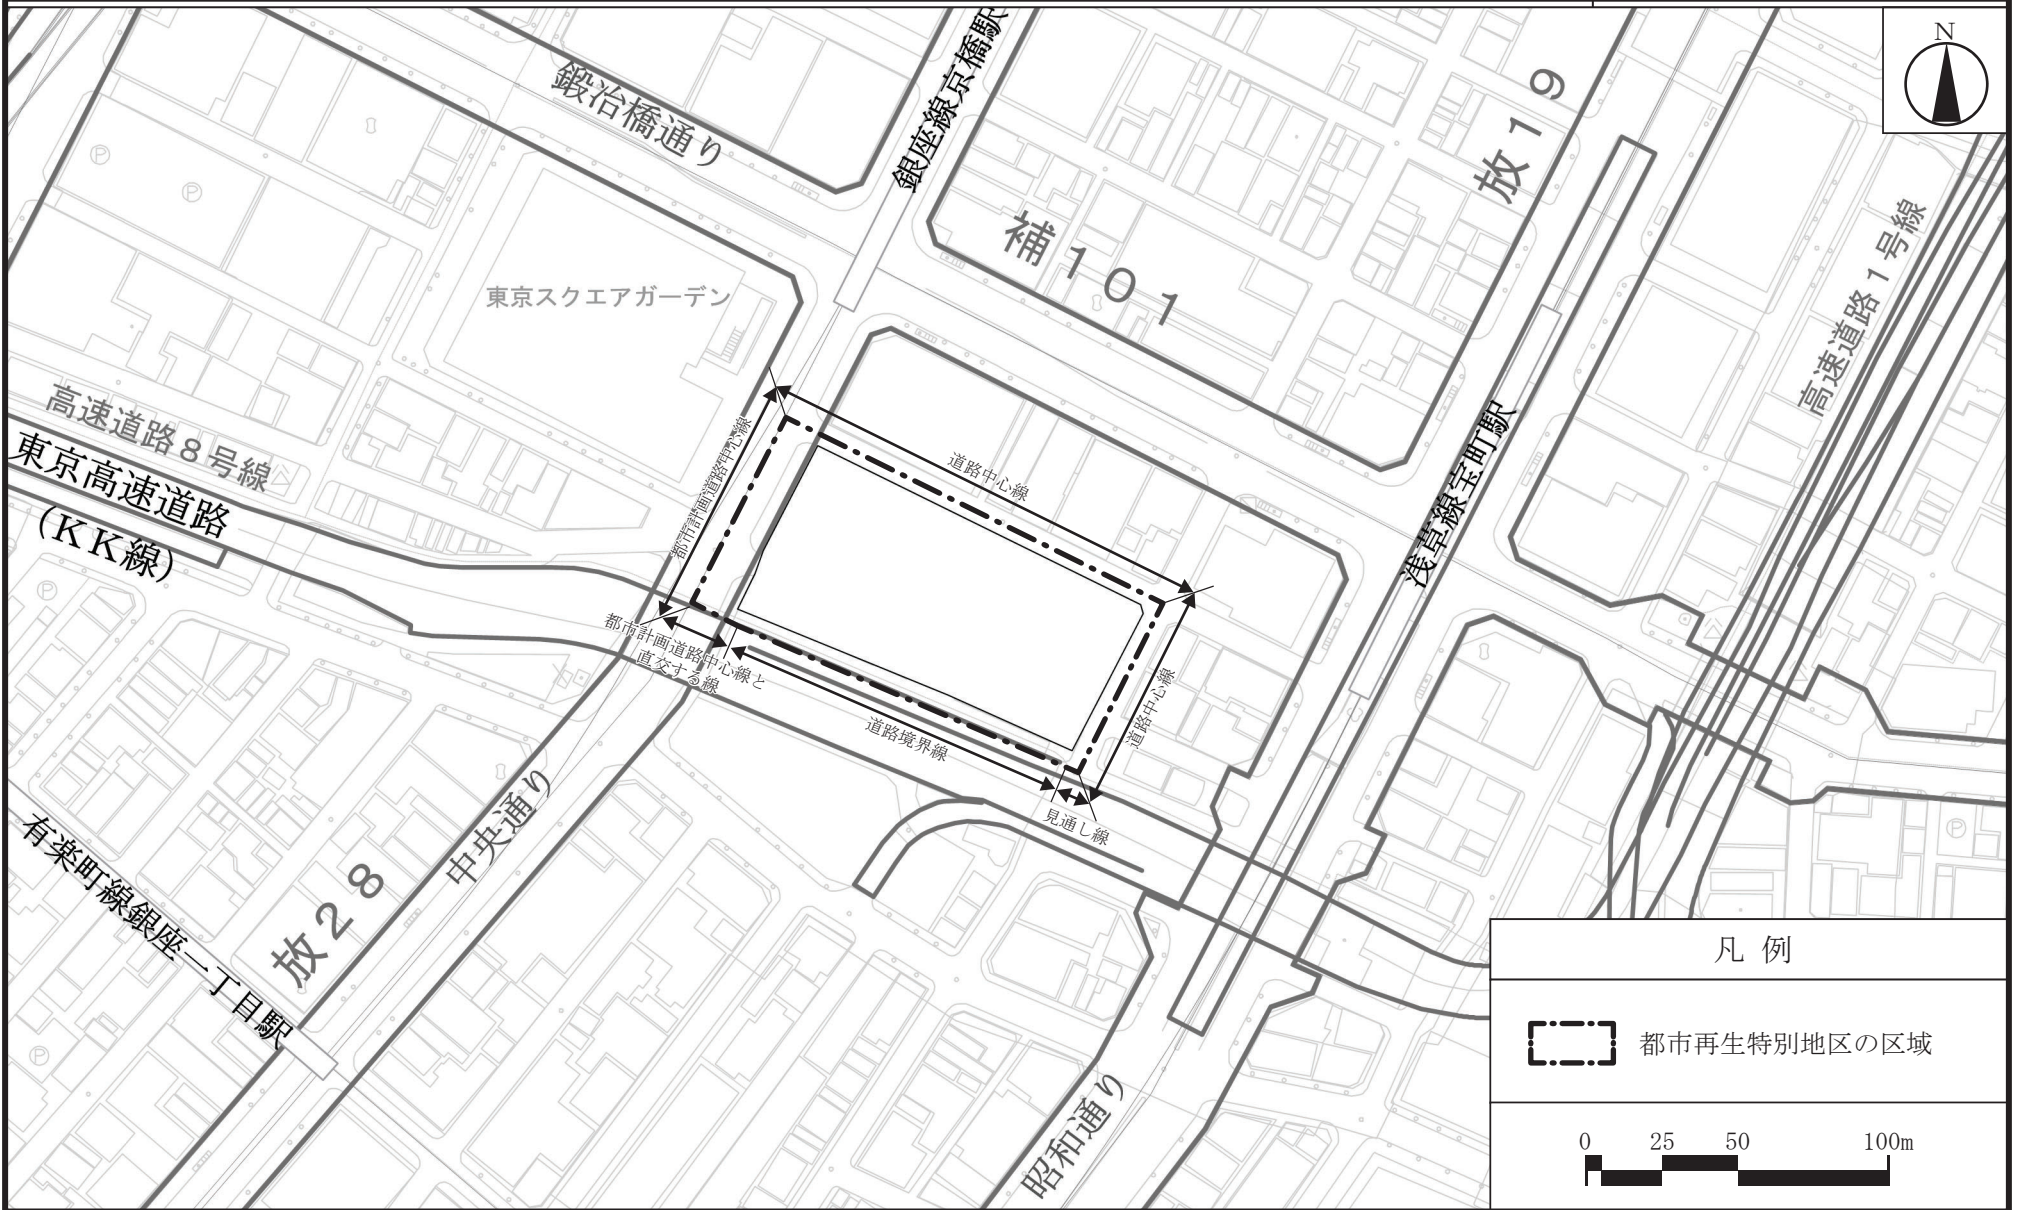 N
鍛冶橋通り
銀座線京橋駅
放19
補101
高速道路1号線
東京スクエアガーデン
高速道路8号線
東京高速道路
(KK線)
浅草線宝町駅
道路中心線
都市計画道路中心線
都市計画道路中心線と
直交する線
道路境界線
道路中心線
見通し線
中央通り
有楽町線銀座一丁目駅
放28
昭和通り
P
P
P
P
P
凡例
都市再生特別地区の区域
0 25 50 100m